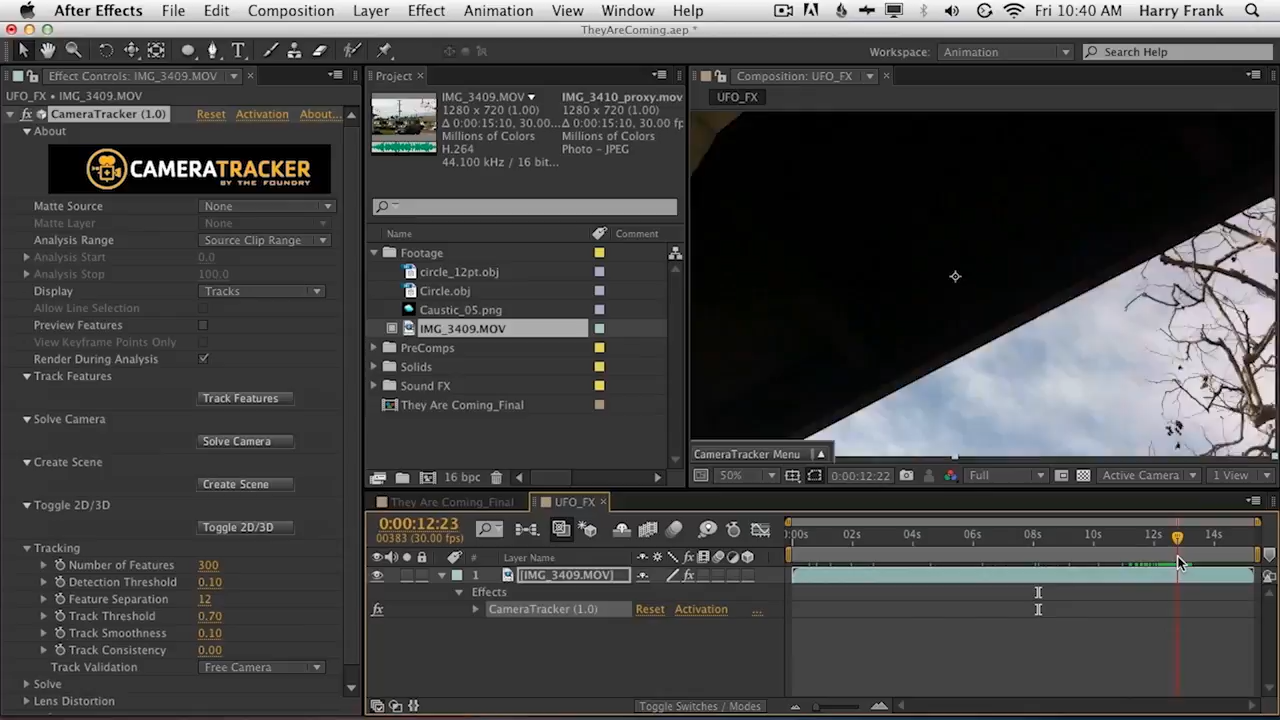 After Effects File Edit Composition Layer Effect Animation View Window Help Fri 10:40 AM Harry Frank
TheyAreComing.aep *
Workspace: Animation Search Help
Effect Controls: IMG_3409.MOV
UFO_FX • IMG_3409.MOV
CameraTracker (1.0) Reset Activation About...
About
CAMERATRACKER
BY THE FOUNDRY
Matte Source None
Matte Layer None
Analysis Range Source Clip Range
Analysis Start 0.0
Analysis Stop 100.0
Display Tracks
Allow Line Selection
Preview Features
View Keyframe Points Only
Render During Analysis
Track Features
Track Features
Solve Camera
Solve Camera
Create Scene
Create Scene
Toggle 2D/3D
Toggle 2D/3D
Tracking
Number of Features 300
Detection Threshold 0.10
Feature Separation 12
Track Threshold 0.70
Track Smoothness 0.10
Track Consistency 0.00
Track Validation Free Camera
Solve
Lens Distortion
Project
IMG_3409.MOV IMG_3410_proxy.mov
1280 x 720 (1.00) 1280 x 720 (1.00)
Δ 0:00:15:10, 30.00... Δ 0:00:15:10, 30.00 fp
Millions of Colors Millions of Colors
H.264 Photo - JPEG
44.100 kHz / 16 bit...
Name Comment
Footage
circle_12pt.obj
Circle.obj
Caustic_05.png
IMG_3409.MOV
PreComps
Solids
Sound FX
They Are Coming_Final
16 bpc
Composition: UFO_FX
UFO_FX
CameraTracker Menu
50% 0:00:12:22 Full Active Camera 1 View
They Are Coming_Final UFO_FX
0:00:12:23
00383 (30.00 fps)
:00s 02s 04s 06s 08s 10s 12s 14s
# Layer Name
1 [IMG_3409.MOV]
Effects
fx CameraTracker (1.0) Reset Activation ...
Toggle Switches / Modes